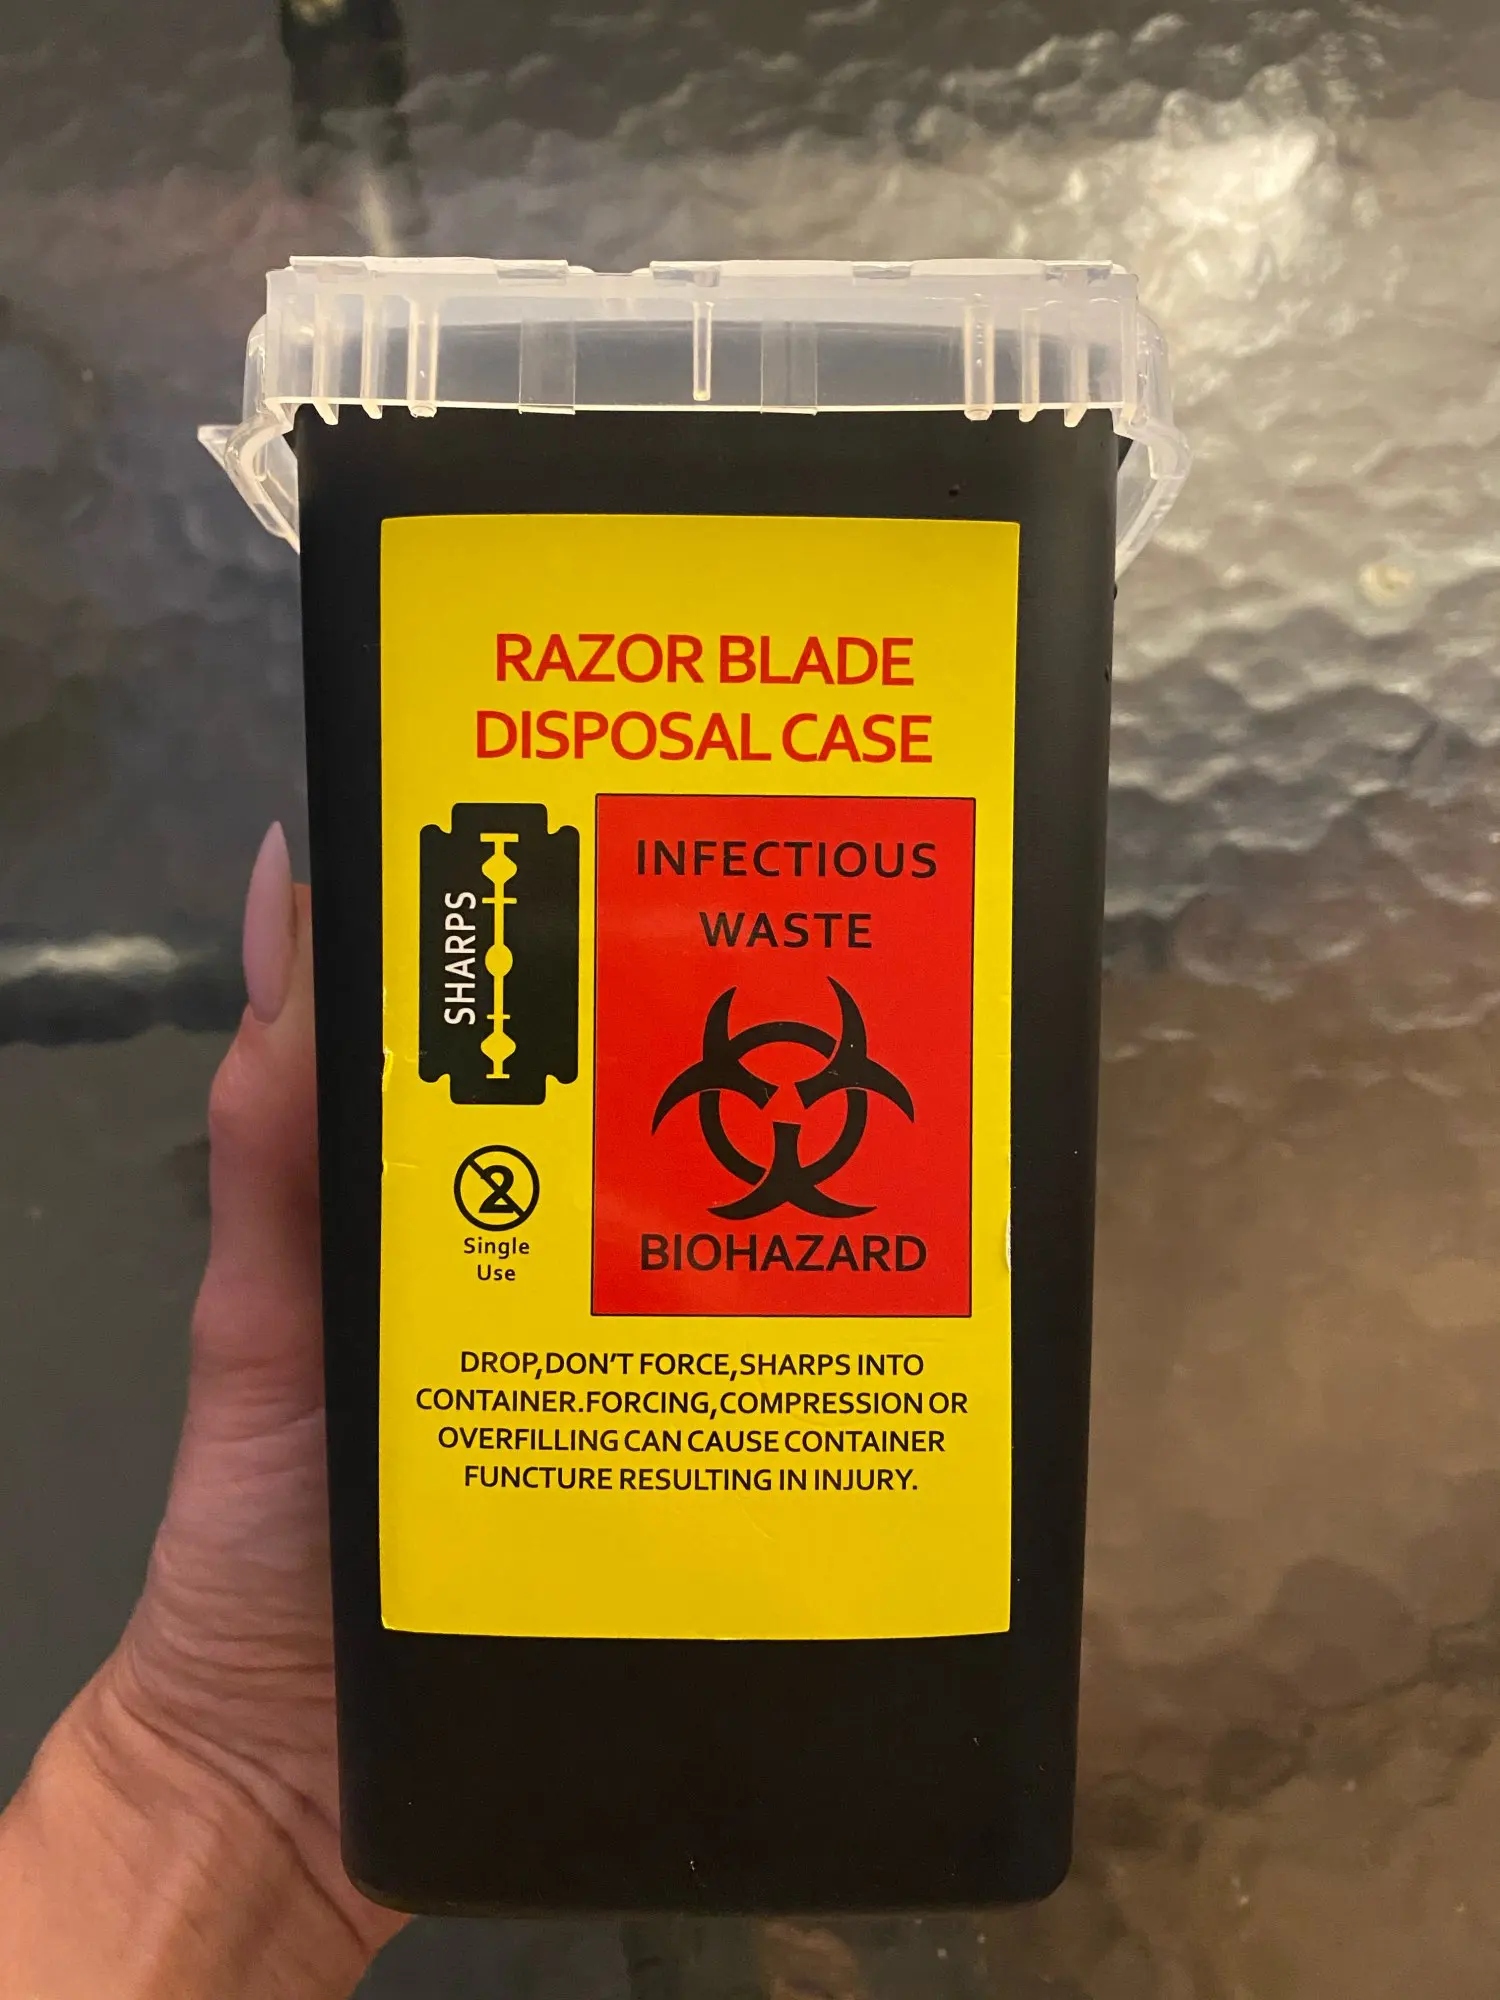 RAZOR BLADE
DISPOSAL CASE
SHARPS
INFECTIOUS
WASTE
BIOHAZARD
2
Single
Use
DROP,DON'T FORCE,SHARPS INTO
CONTAINER.FORCING,COMPRESSION OR
OVERFILLING CAN CAUSE CONTAINER
FUNCTURE RESULTING IN INJURY.